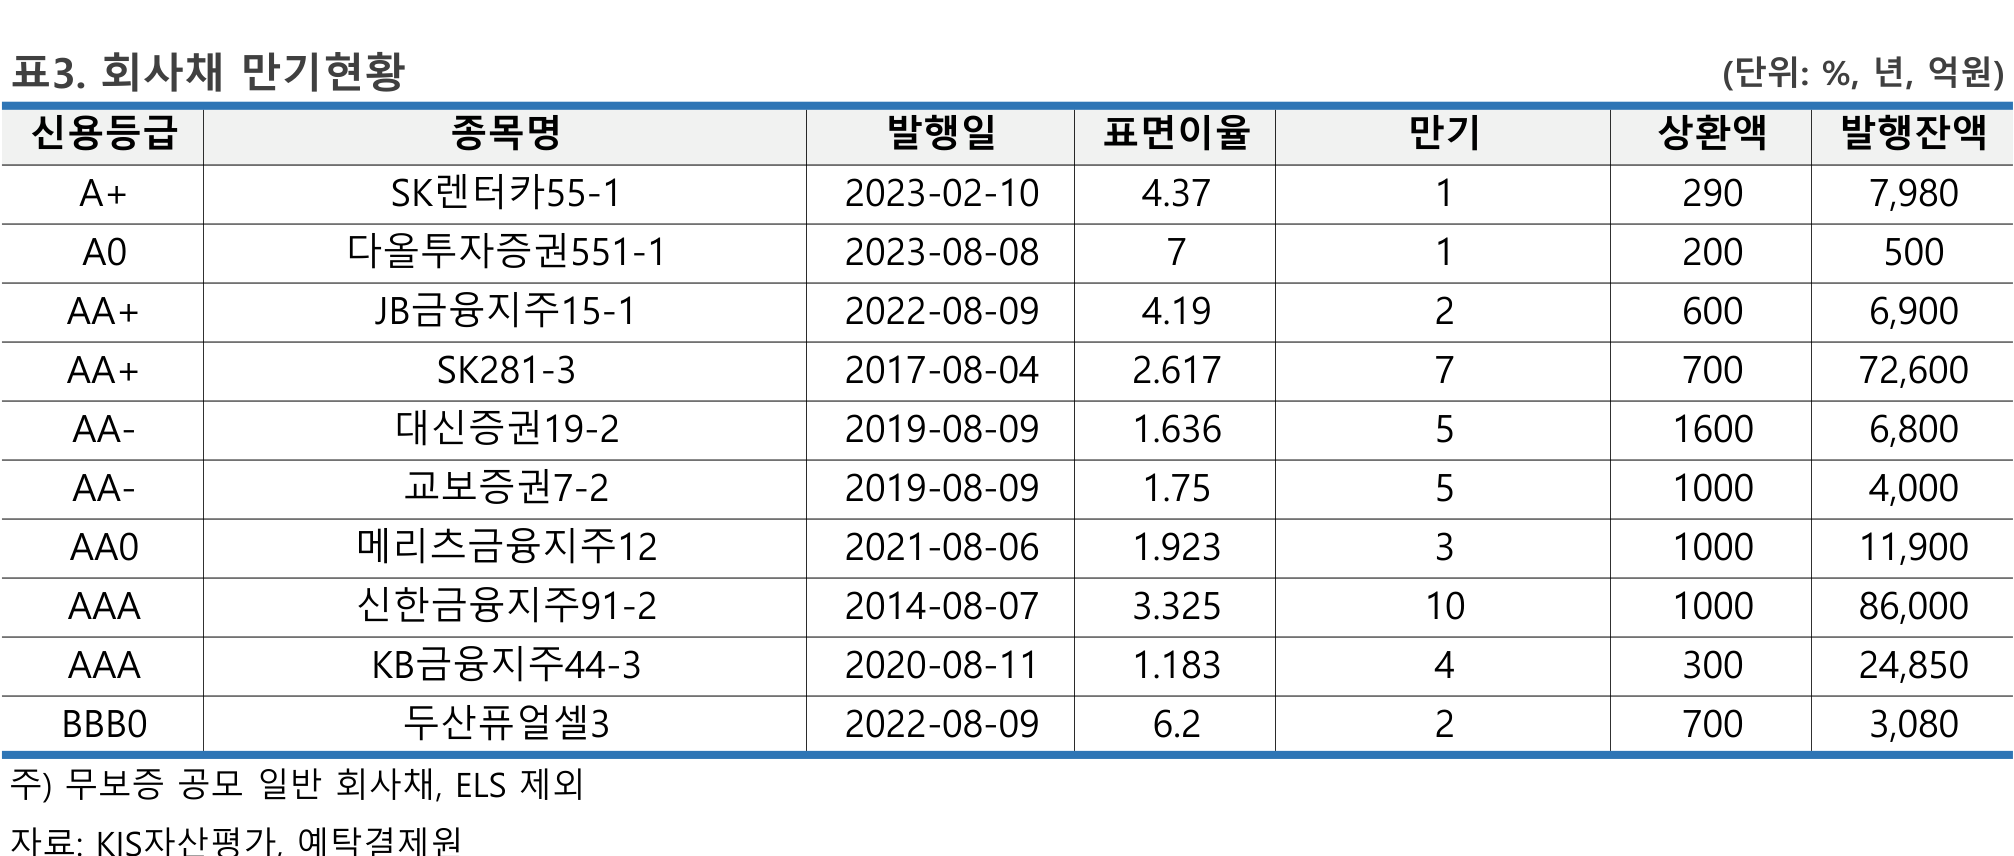 표3. 회사채 만기현황 (단위: %, 년, 억원)
신용등급 종목명 발행일 표면이율 만기 상환액 발행잔액
A+ SK렌터카55-1 2023-02-10 4.37 1 290 7,980
A0 다올투자증권551-1 2023-08-08 7 1 200 500
AA+ JB금융지주15-1 2022-08-09 4.19 2 600 6,900
AA+ SK281-3 2017-08-04 2.617 7 700 72,600
AA- 대신증권19-2 2019-08-09 1.636 5 1600 6,800
AA- 교보증권7-2 2019-08-09 1.75 5 1000 4,000
AA0 메리츠금융지주12 2021-08-06 1.923 3 1000 11,900
AAA 신한금융지주91-2 2014-08-07 3.325 10 1000 86,000
AAA KB금융지주44-3 2020-08-11 1.183 4 300 24,850
BBB0 두산퓨얼셀3 2022-08-09 6.2 2 700 3,080
주) 무보증 공모 일반 회사채, ELS 제외
자료: KIS자산평가, 예탁결제원